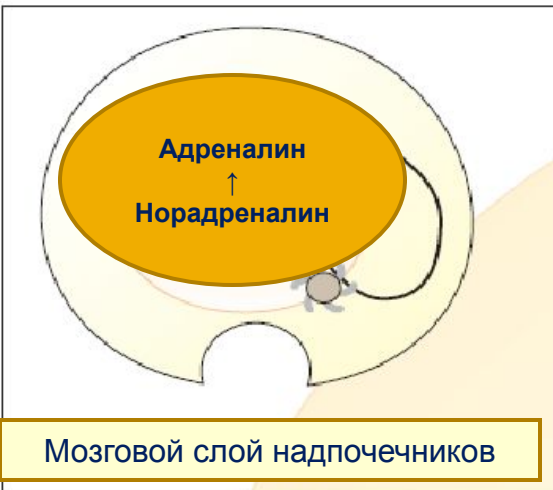 Адреналин
↑
Норадреналин
Мозговой слой надпочечников